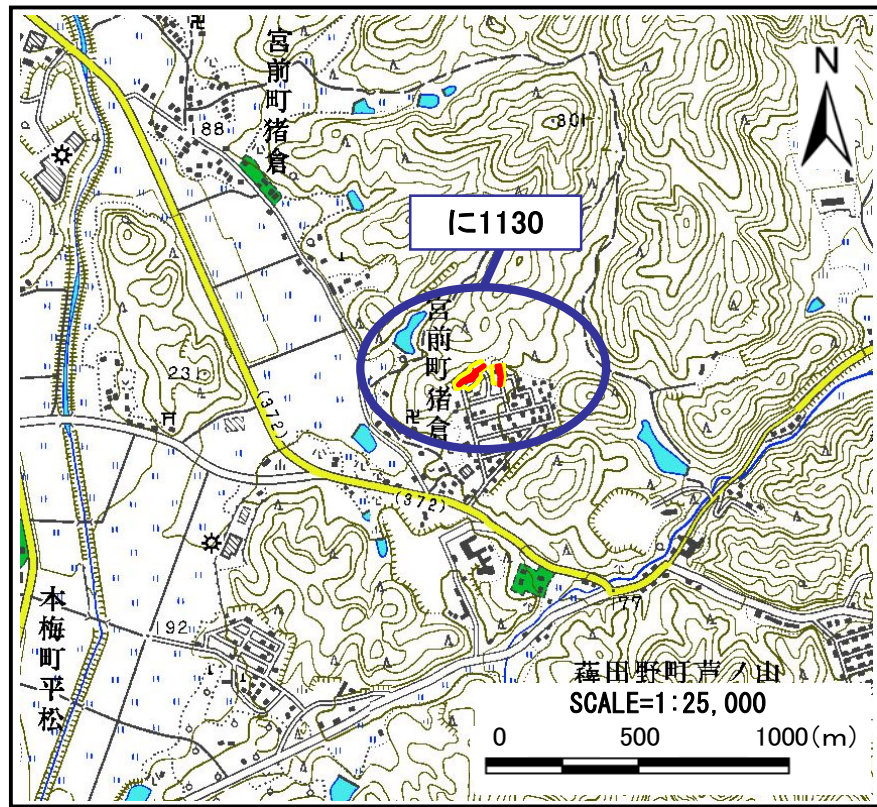 宮前町猪倉
188
301
N
に1130
宮前町猪倉
231
(372)
(372)
本梅町平松
192
177
薭田野町芦ノ山
SCALE=1:25,000
0 500 1000(m)